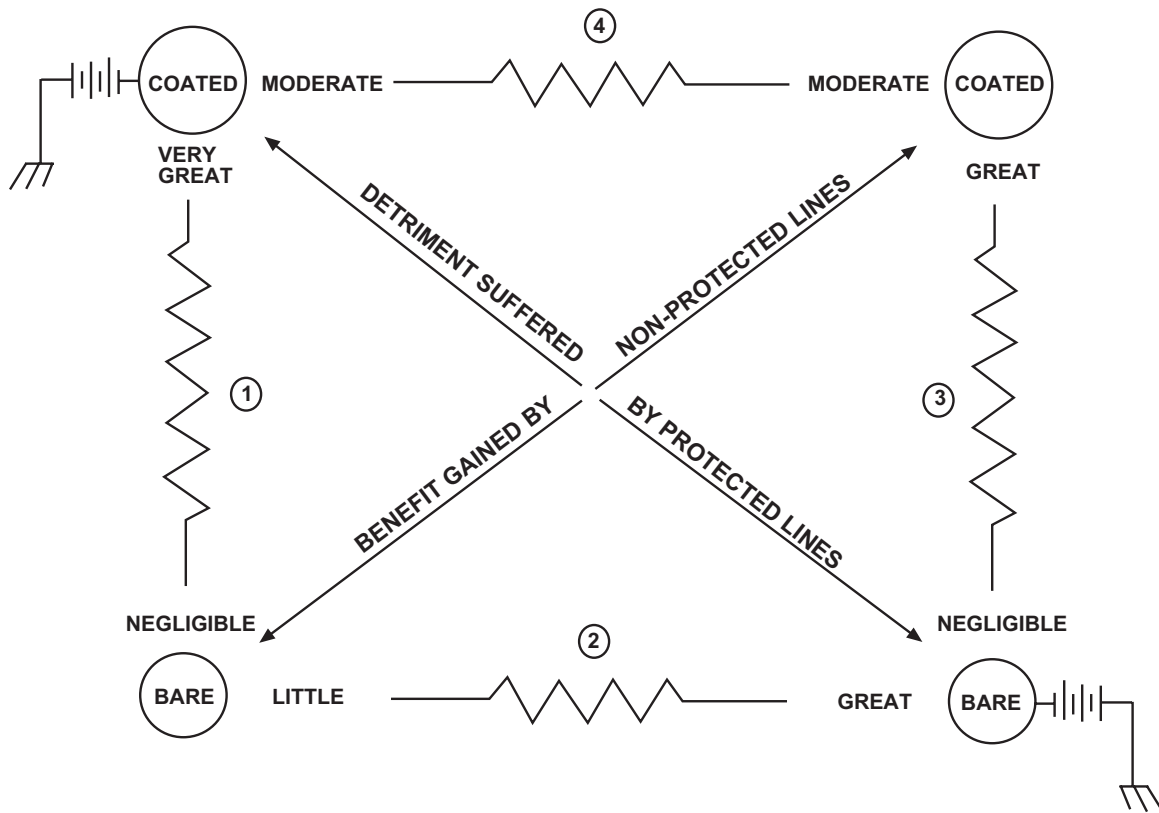 4
COATED
MODERATE
MODERATE
COATED
VERY
GREAT
GREAT
DETRIMENT SUFFERED
NON-PROTECTED LINES
1
3
BENEFIT GAINED BY
BY PROTECTED LINES
NEGLIGIBLE
NEGLIGIBLE
2
BARE
LITTLE
GREAT
BARE